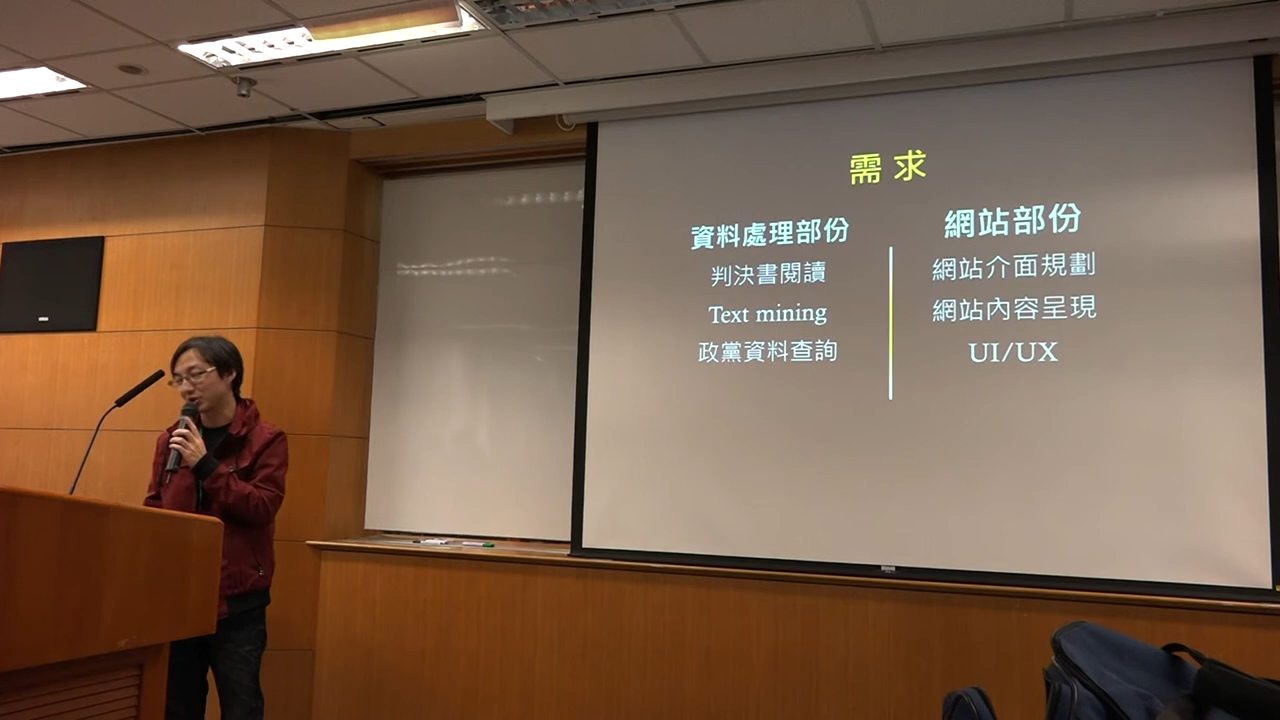 需求
資料處理部份
判決書閱讀
Text mining
政黨資料查詢
網站部份
網站介面規劃
網站內容呈現
UI/UX